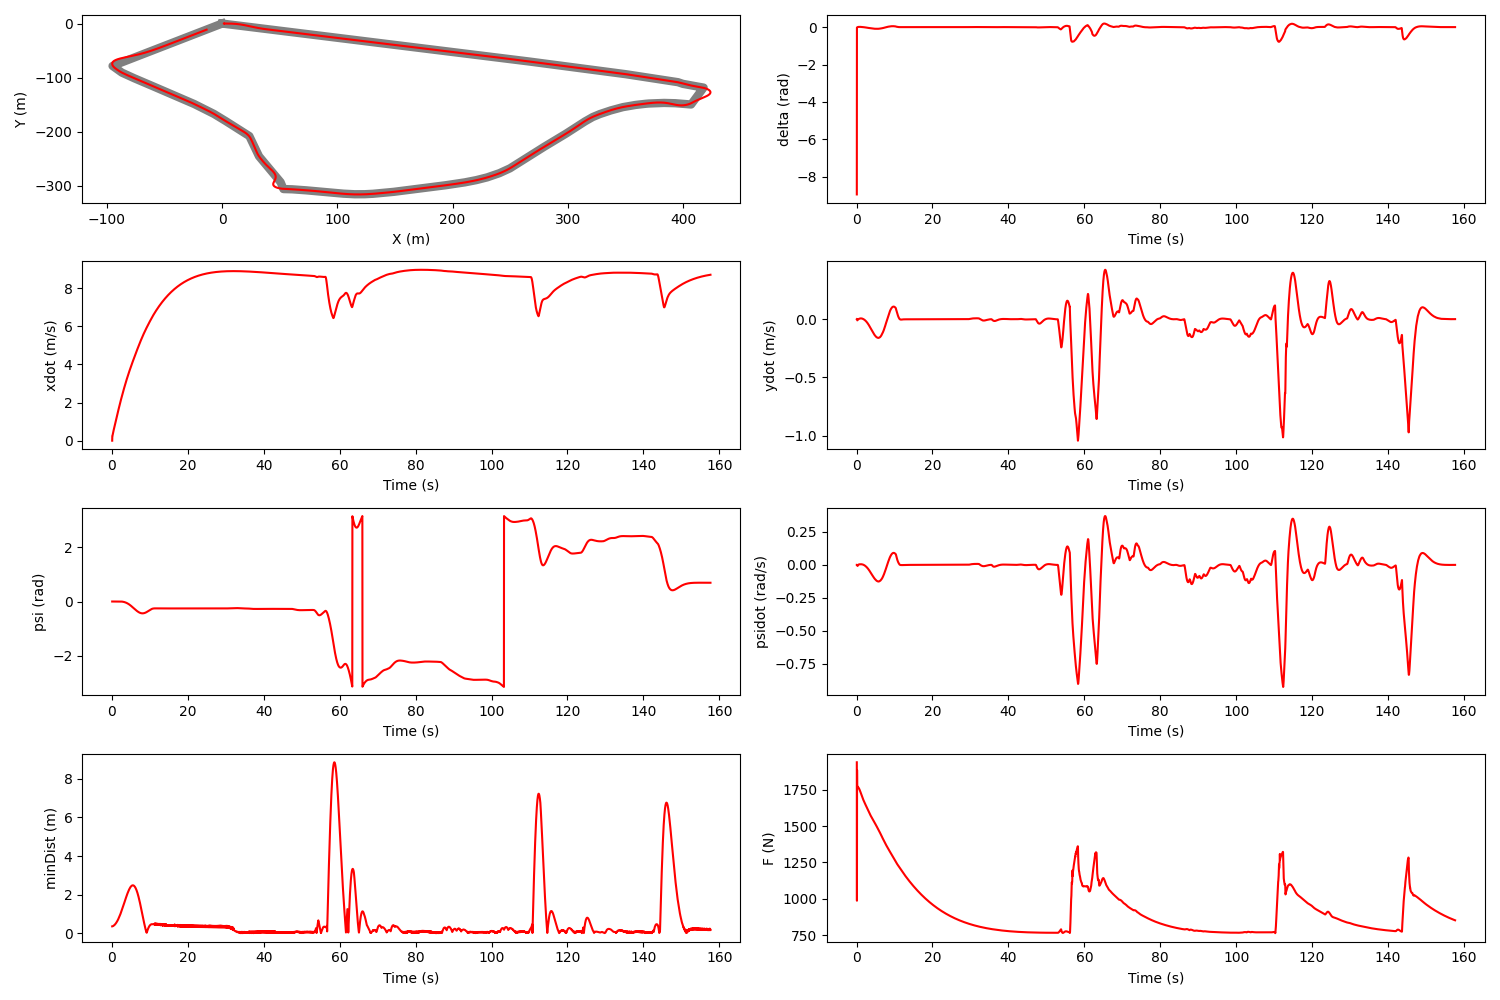 0
−100
−200
−300
Y (m)
−100 0 100 200 300 400
X (m)
0
−2
−4
−6
−8
delta (rad)
0 20 40 60 80 100 120 140 160
Time (s)
8
6
4
2
0
xdot (m/s)
0 20 40 60 80 100 120 140 160
Time (s)
0.0
−0.5
−1.0
ydot (m/s)
0 20 40 60 80 100 120 140 160
Time (s)
2
0
−2
psi (rad)
0 20 40 60 80 100 120 140 160
Time (s)
0.25
0.00
−0.25
−0.50
−0.75
psidot (rad/s)
0 20 40 60 80 100 120 140 160
Time (s)
8
6
4
2
0
minDist (m)
0 20 40 60 80 100 120 140 160
Time (s)
1750
1500
1250
1000
750
F (N)
0 20 40 60 80 100 120 140 160
Time (s)